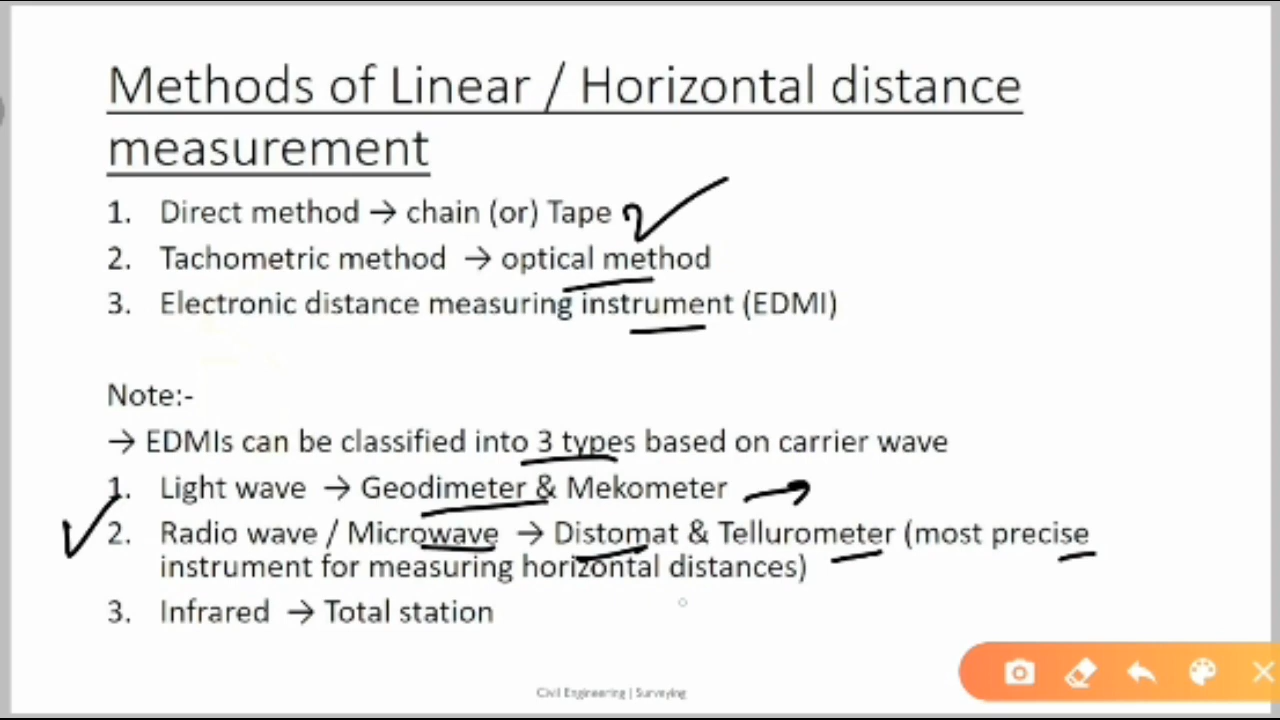 Methods of Linear / Horizontal distance
measurement
1. Direct method → chain (or) Tape
2. Tachometric method → optical method
3. Electronic distance measuring instrument (EDMI)
Note:-
→ EDMIs can be classified into 3 types based on carrier wave
1. Light wave → Geodimeter & Mekometer
2. Radio wave / Microwave → Distomat & Tellurometer (most precise
instrument for measuring horizontal distances)
3. Infrared → Total station
Civil Engineering | Surveying